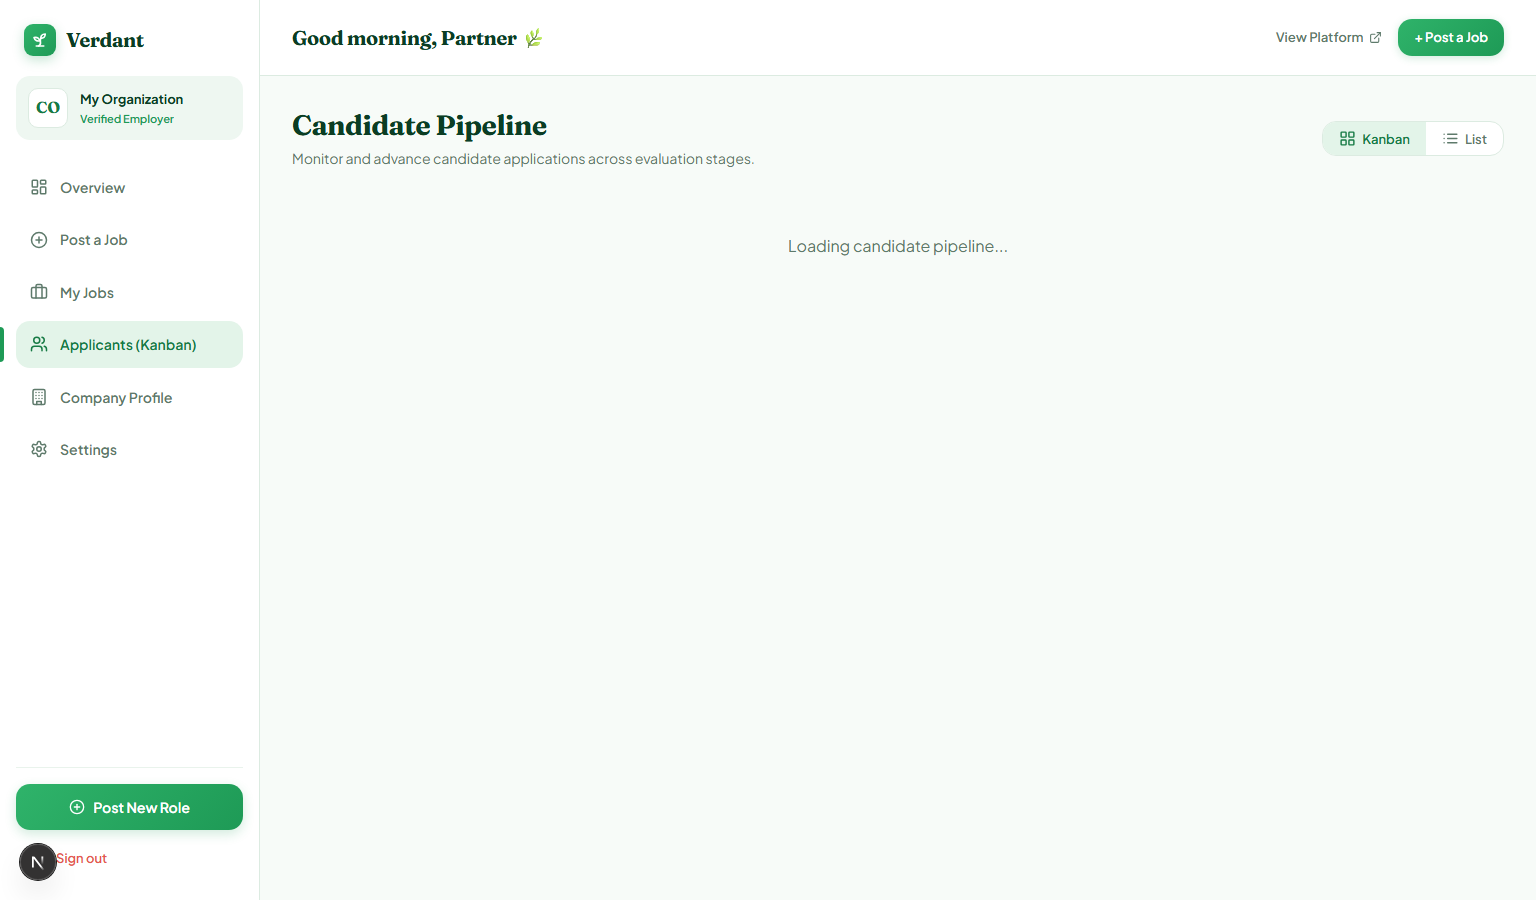 Verdant
CO
My Organization
Verified Employer
Overview
Post a Job
My Jobs
Applicants (Kanban)
Company Profile
Settings
Post New Role
N
Sign out
Good morning, Partner 🌿
View Platform
+ Post a Job
Candidate Pipeline
Monitor and advance candidate applications across evaluation stages.
Kanban
List
Loading candidate pipeline...